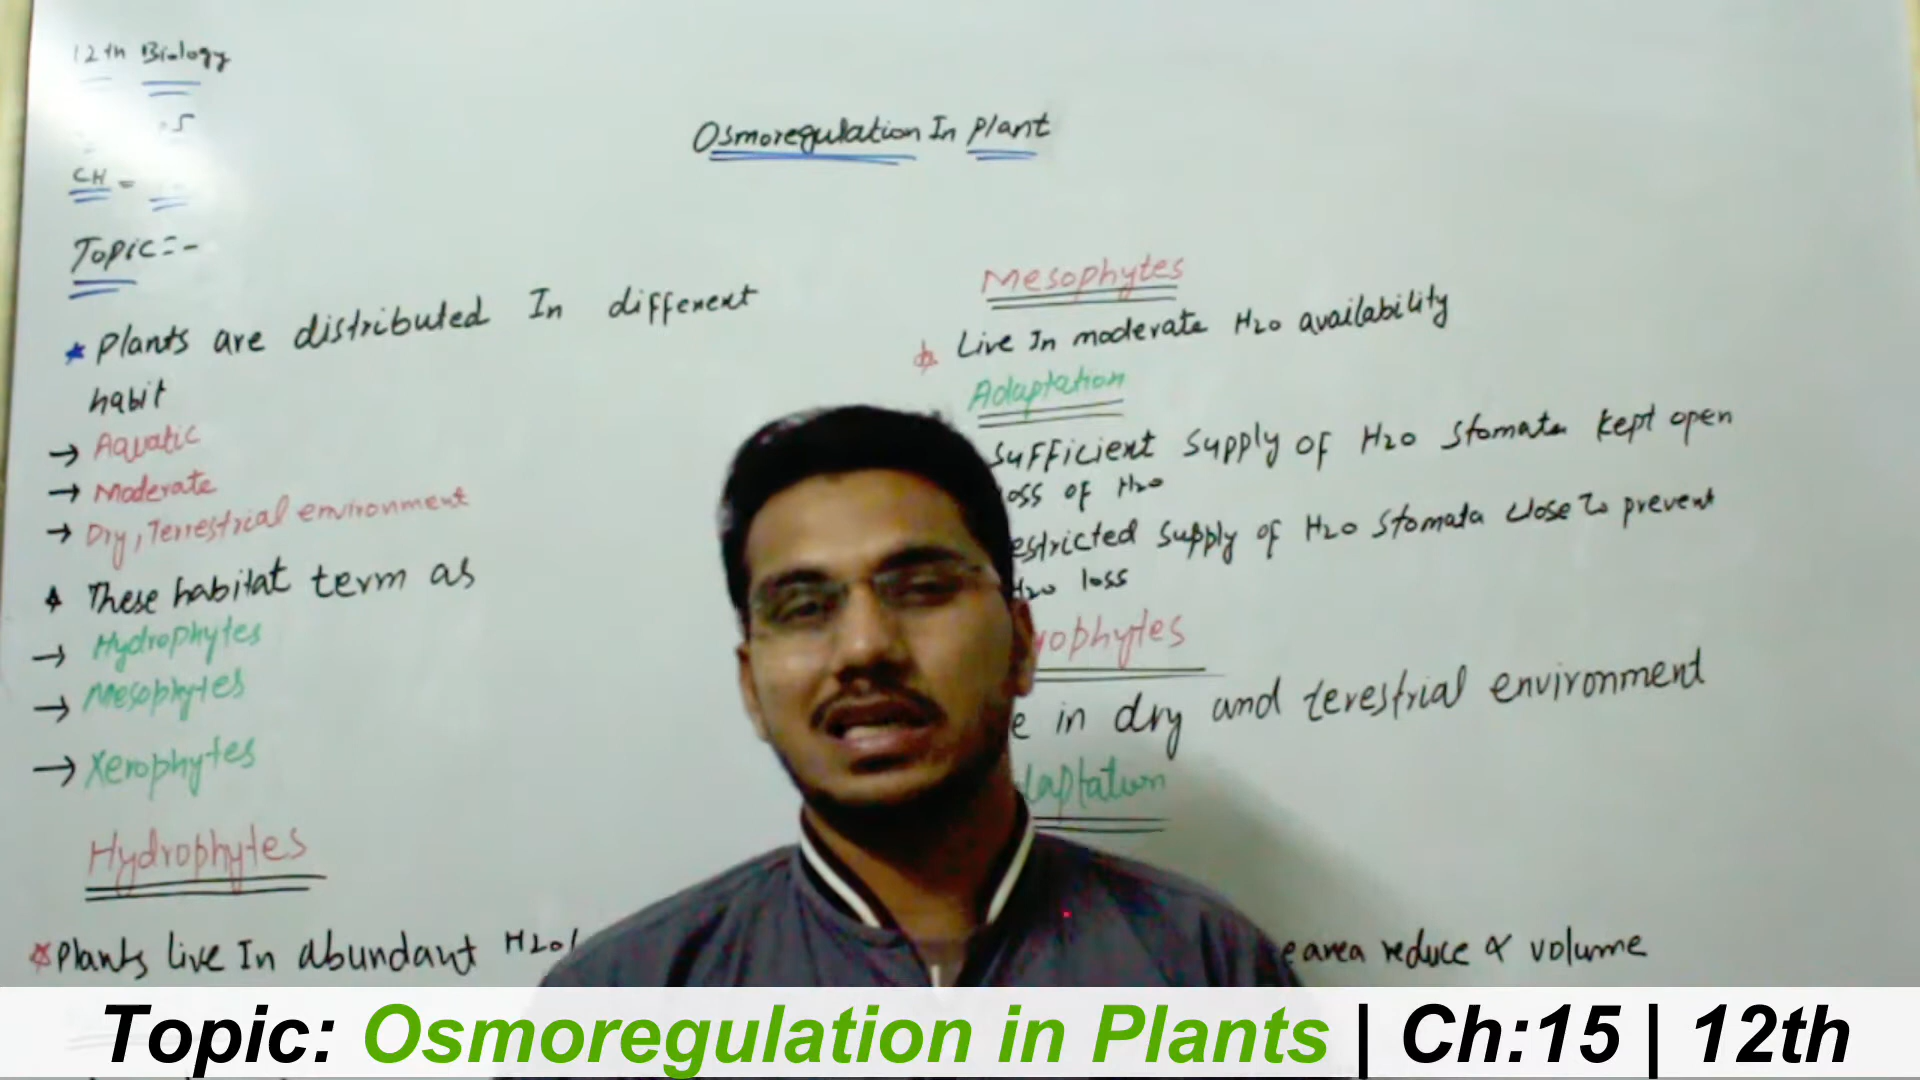 12th Biology
CH =
Topic:-
Osmoregulation In plant
* Plants are distributed In different
habit
→ Aquatic
→ Moderate
→ Dry, Terrestrial environment
These habitat term as
→ Hydrophytes
→ Mesophytes
→ Xerophytes
Hydrophytes
* Plants live In abundant H2o
Mesophytes
Live In moderate H2o availability
Adaptation
Sufficient supply of H2o stomata kept open
oss of H2o
estricted supply of H2o stomata close to prevent
H2o loss
ophytes
e in dry and terestrial environment
daptation
e area reduce & volume
Topic: Osmoregulation in Plants | Ch:15 | 12th